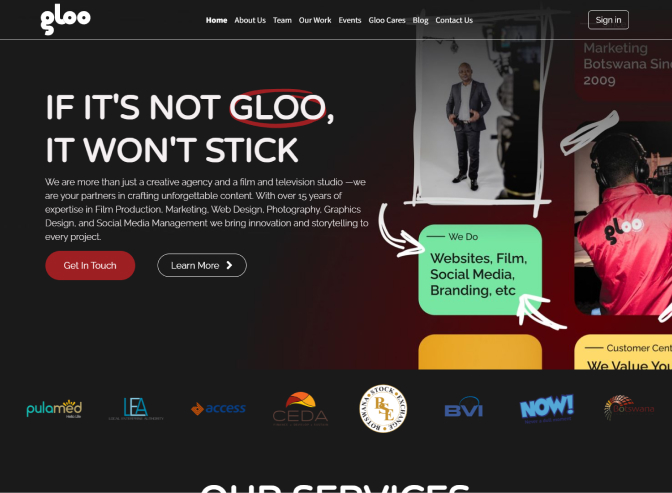 gloo
Home About Us Team Our Work Events Gloo Cares Blog Contact Us
Sign in
Marketing
Botswana Sinc
2009
IF IT'S NOT GLOO,
IT WON'T STICK
We are more than just a creative agency and a film and television studio —we
are your partners in crafting unforgettable content. With over 15 years of
expertise in Film Production, Marketing, Web Design, Photography, Graphics
Design, and Social Media Management we bring innovation and storytelling to
every project.
Get In Touch
Learn More
We Do
Websites, Film,
Social Media,
Branding, etc
gloo
Customer Cent
We Value You
pulamed
LEA
access
CEDA
BOTSWANA STOCK EXCHANGE
BSE
BVI
NOW!
Botswana
OUR SERVICES